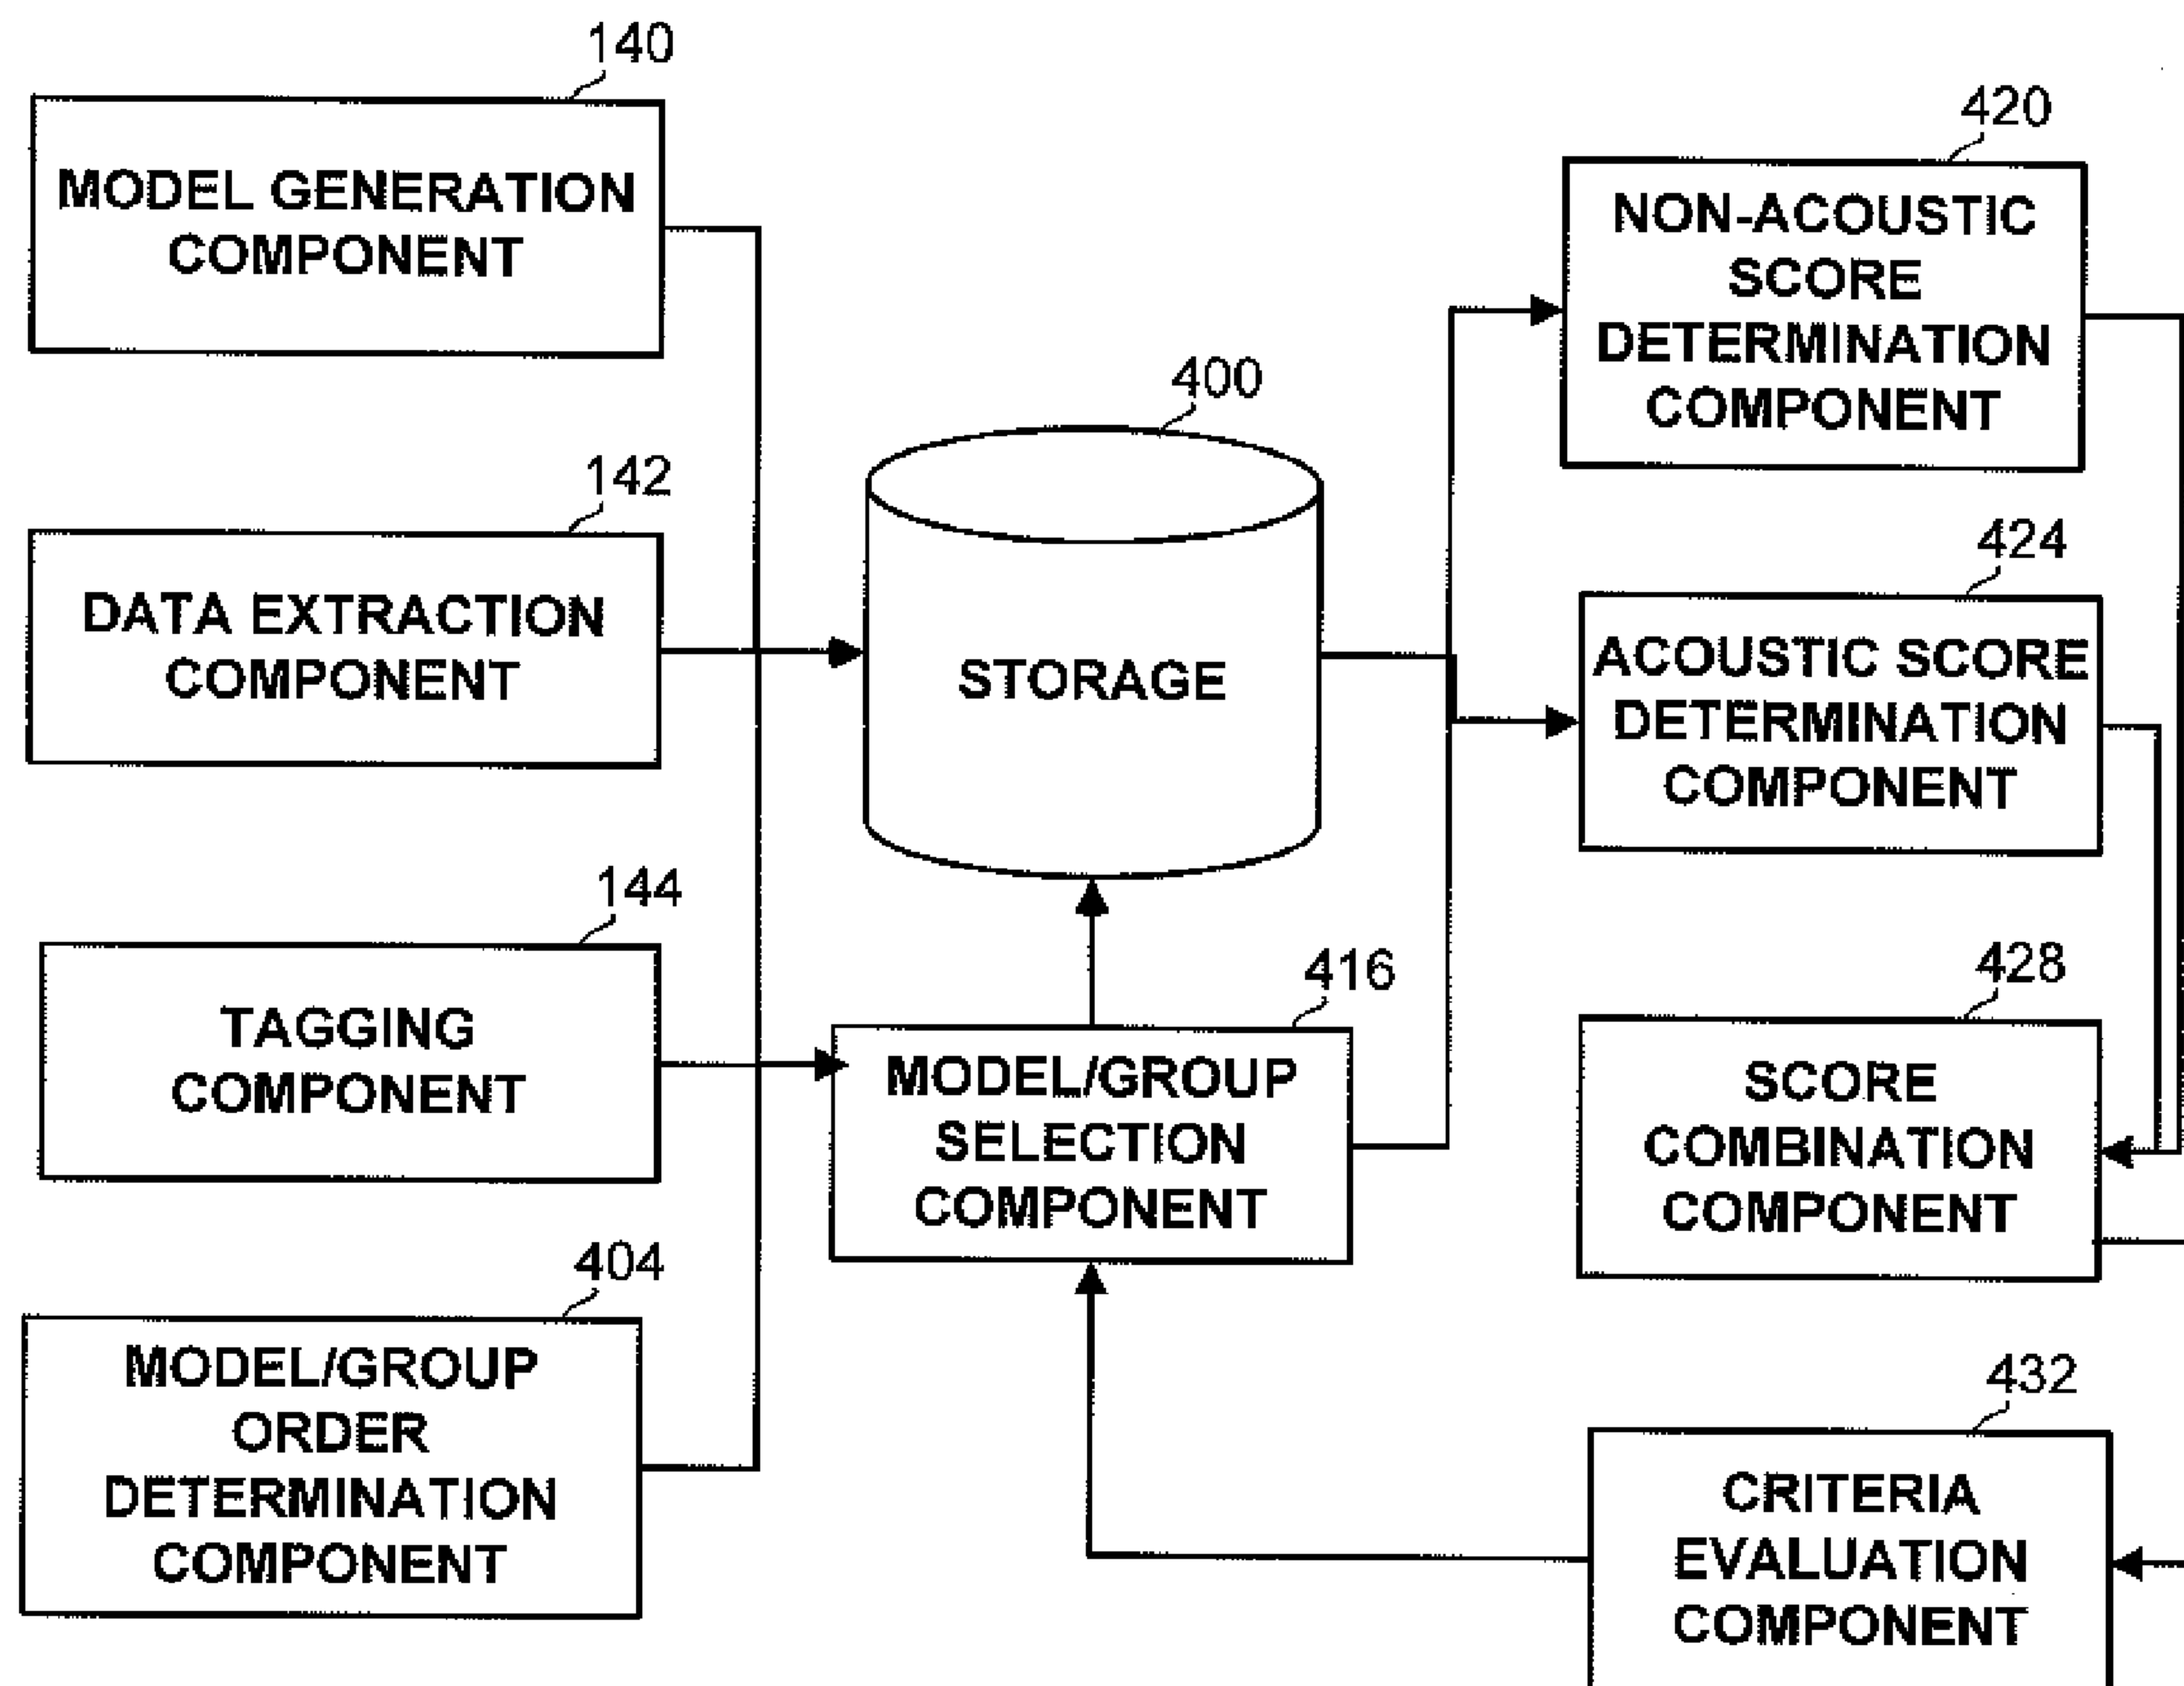 140
MODEL GENERATION
COMPONENT
142
DATA EXTRACTION
COMPONENT
144
TAGGING
COMPONENT
404
MODEL/GROUP
ORDER
DETERMINATION
COMPONENT
400
STORAGE
416
MODEL/GROUP
SELECTION
COMPONENT
420
NON-ACOUSTIC
SCORE
DETERMINATION
COMPONENT
424
ACOUSTIC SCORE
DETERMINATION
COMPONENT
428
SCORE
COMBINATION
COMPONENT
432
CRITERIA
EVALUATION
COMPONENT